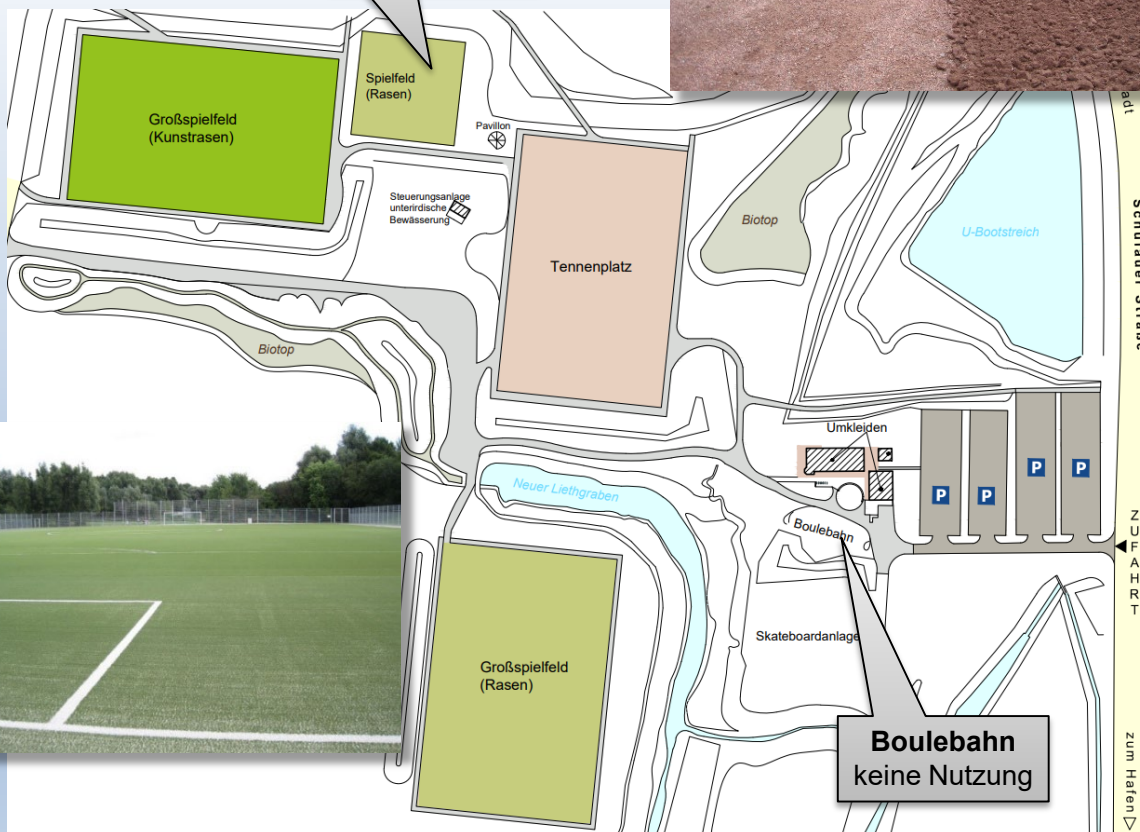 Spielfeld
(Rasen)
Großspielfeld
(Kunstrasen)
Pavillon
Steuerungsanlage
unterirdische
Bewässerung
Biotop
U-Bootstreich
Tennenplatz
Biotop
Umkleiden
P
P
P
P
Neuer Liethgraben
Boulebahn
Skateboardanlage
Großspielfeld
(Rasen)
Boulebahn
keine Nutzung
ZUFAHRT
zum Hafen